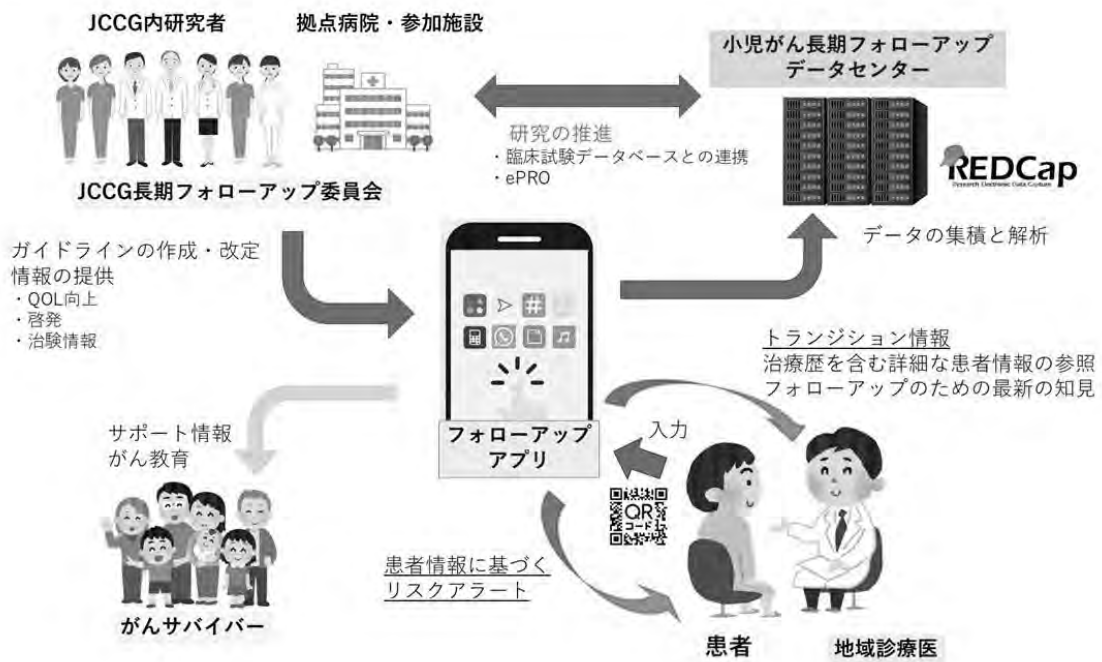 JCCG内研究者
拠点病院・参加施設
小児がん長期フォローアップ
データセンター
研究の推進
・臨床試験データベースとの連携
・ePRO
REDCap
Research Electronic Data Capture
JCCG長期フォローアップ委員会
ガイドラインの作成・改定
情報の提供
・QOL向上
・啓発
・治験情報
データの集積と解析
トランジション情報
治療歴を含む詳細な患者情報の参照
フォローアップのための最新の知見
サポート情報
がん教育
フォローアップ
アプリ
入力
QR
コード
患者情報に基づく
リスクアラート
がんサバイバー
患者
地域診療医